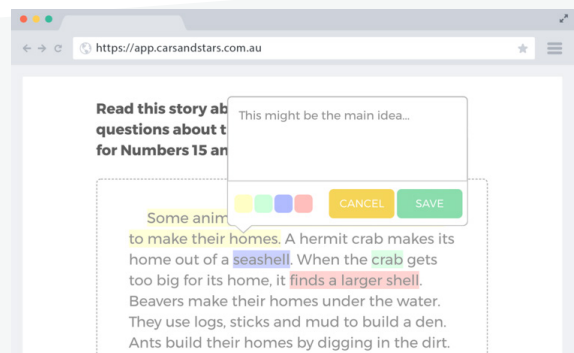 https://app.carsandstars.com.au
Read this story ab
questions about t
for Numbers 15 an
This might be the main idea...
CANCEL
SAVE
Some anim
to make their homes. A hermit crab makes its
home out of a seashell. When the crab gets
too big for its home, it finds a larger shell.
Beavers make their homes under the water.
They use logs, sticks and mud to build a den.
Ants build their homes by digging in the dirt.